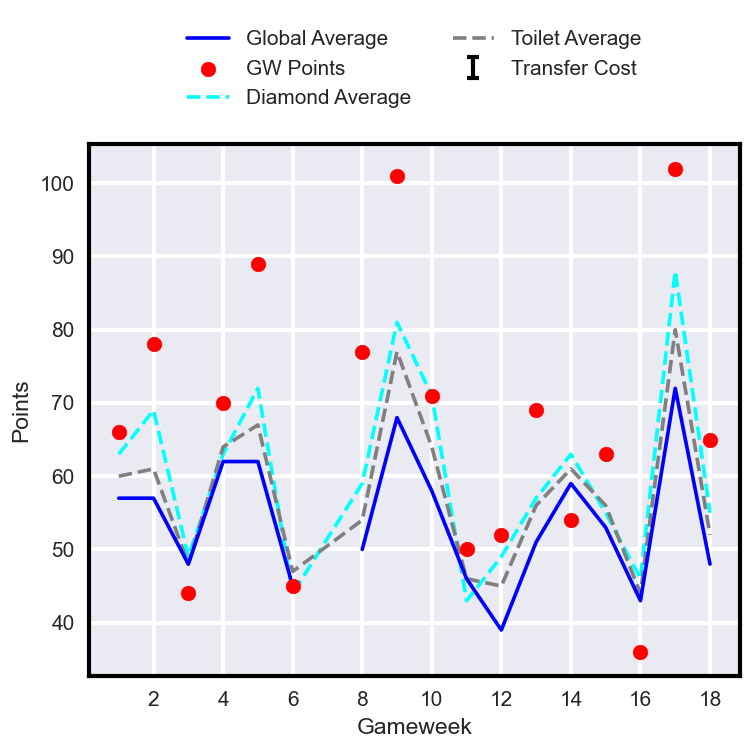 Global Average
GW Points
Diamond Average
Toilet Average
Transfer Cost
Points
100
90
80
70
60
50
40
2 4 6 8 10 12 14 16 18
Gameweek